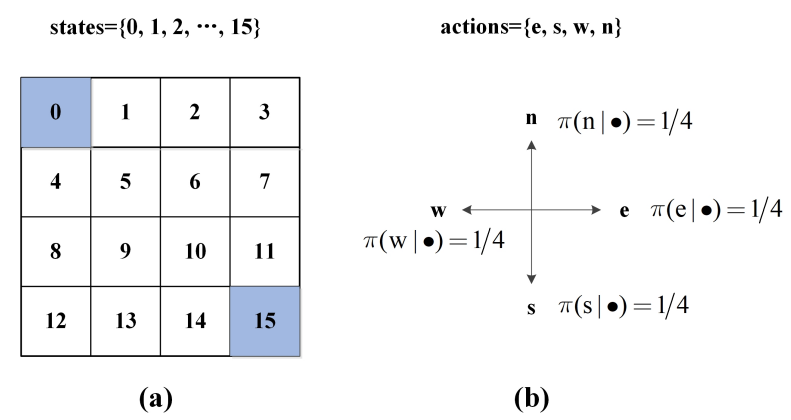 states={0, 1, 2, ···, 15}
0 1 2 3
4 5 6 7
8 9 10 11
12 13 14 15
(a)
actions={e, s, w, n}
n π(n|●)=1/4
w
e π(e|●)=1/4
π(w|●)=1/4
s π(s|●)=1/4
(b)